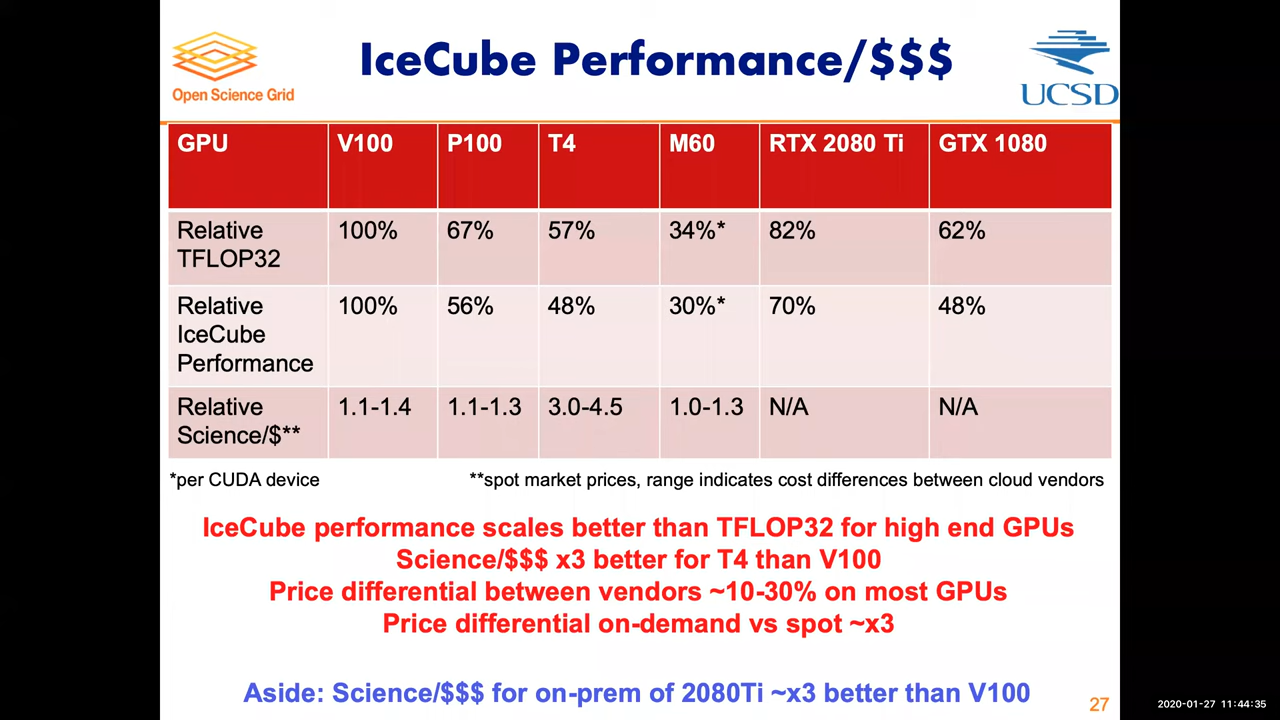 Open Science Grid
IceCube Performance/$$$
UCSD
GPU V100 P100 T4 M60 RTX 2080 Ti GTX 1080
Relative TFLOP32 100% 67% 57% 34%* 82% 62%
Relative IceCube Performance 100% 56% 48% 30%* 70% 48%
Relative Science/$** 1.1-1.4 1.1-1.3 3.0-4.5 1.0-1.3 N/A N/A
*per CUDA device **spot market prices, range indicates cost differences between cloud vendors
IceCube performance scales better than TFLOP32 for high end GPUs
Science/$$$ x3 better for T4 than V100
Price differential between vendors ~10-30% on most GPUs
Price differential on-demand vs spot ~x3
Aside: Science/$$$ for on-prem of 2080Ti ~x3 better than V100
27
2020-01-27 11:44:35